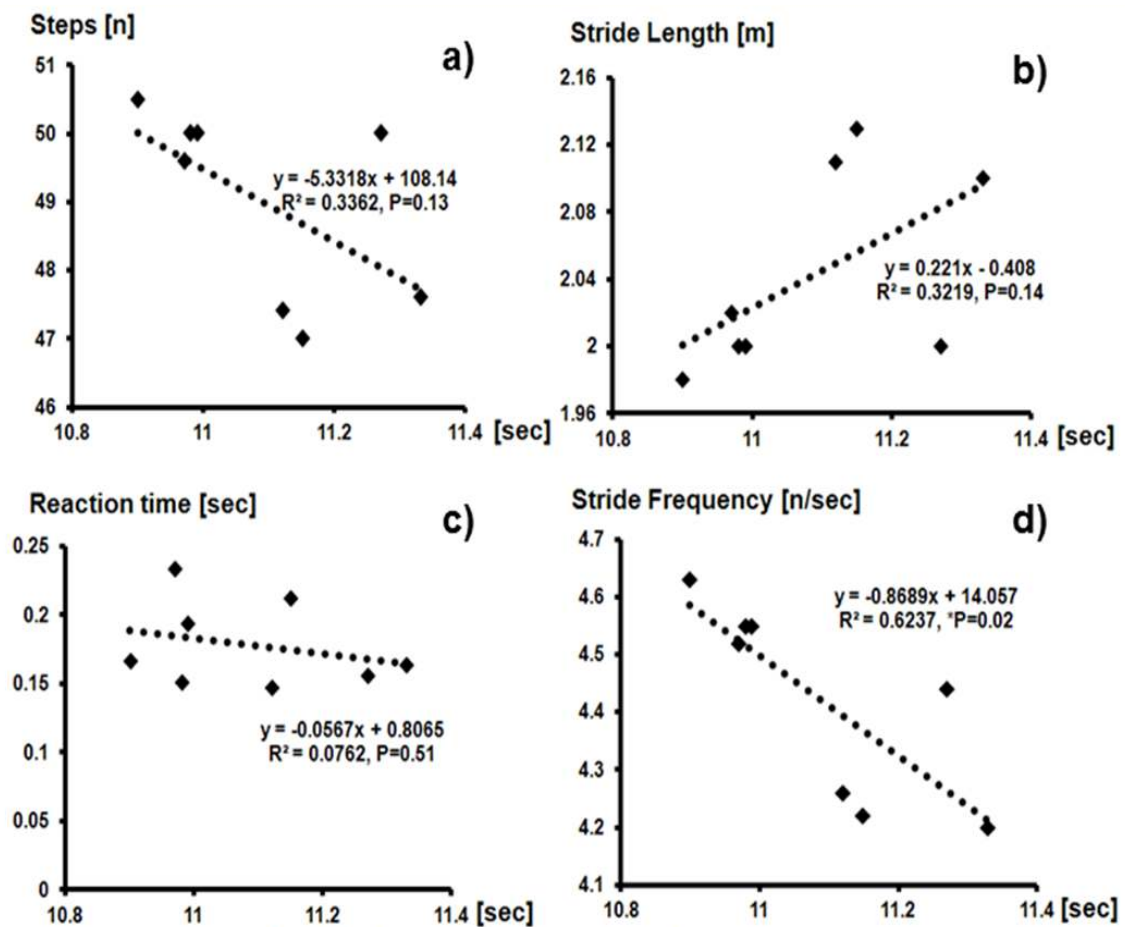 Steps [n]
a)
51
50
49
48
47
46
y = -5.3318x + 108.14
R² = 0.3362, P=0.13
10.8 11 11.2 11.4 [sec]
Stride Length [m]
b)
2.16
2.12
2.08
2.04
2
1.96
y = 0.221x - 0.408
R² = 0.3219, P=0.14
10.8 11 11.2 11.4 [sec]
Reaction time [sec]
c)
0.25
0.2
0.15
0.1
0.05
0
y = -0.0567x + 0.8065
R² = 0.0762, P=0.51
10.8 11 11.2 11.4 [sec]
Stride Frequency [n/sec]
d)
4.7
4.6
4.5
4.4
4.3
4.2
4.1
y = -0.8689x + 14.057
R² = 0.6237, *P=0.02
10.8 11 11.2 11.4 [sec]